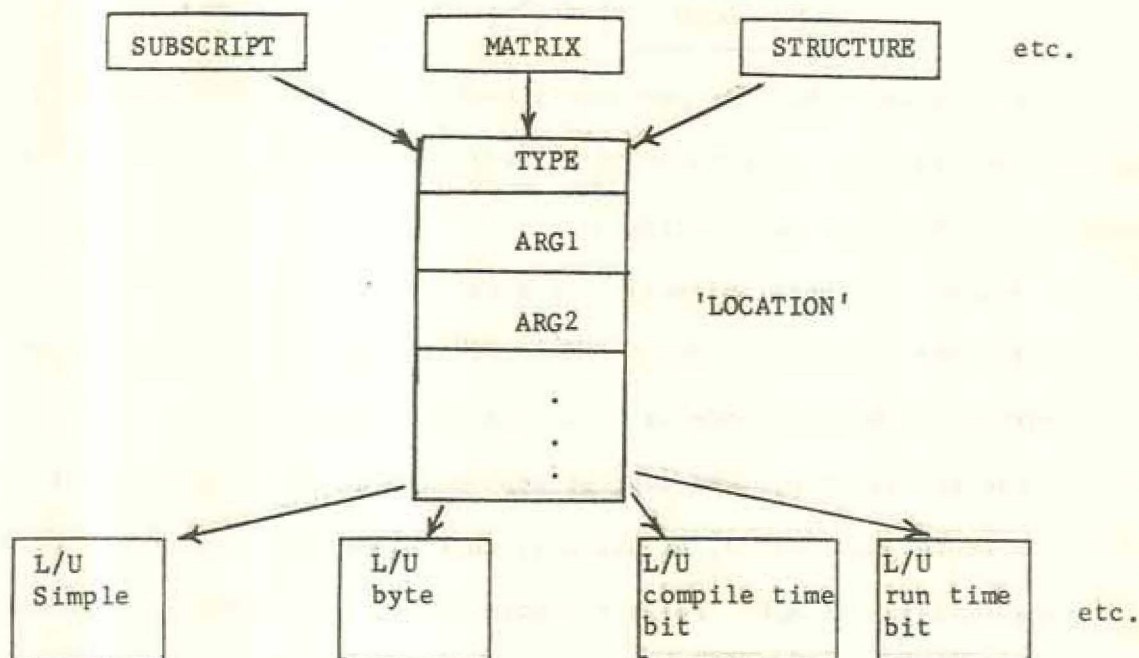 SUBSCRIPT MATRIX STRUCTURE etc.
TYPE
ARG1
ARG2
'LOCATION'
.
.
.
L/U
Simple
L/U
byte
L/U
compile time
bit
L/U
run time
bit
etc.